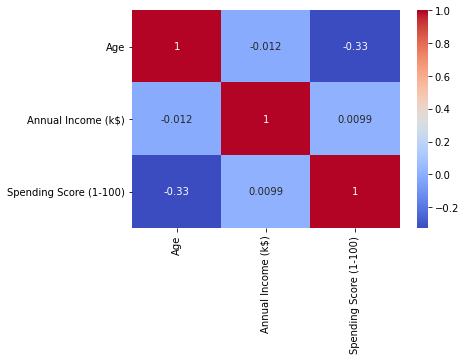 Age
Annual Income (k$)
Spending Score (1-100)
1 -0.012 -0.33
-0.012 1 0.0099
-0.33 0.0099 1
Age
Annual Income (k$)
Spending Score (1-100)
1.0
0.8
0.6
0.4
0.2
0.0
−0.2